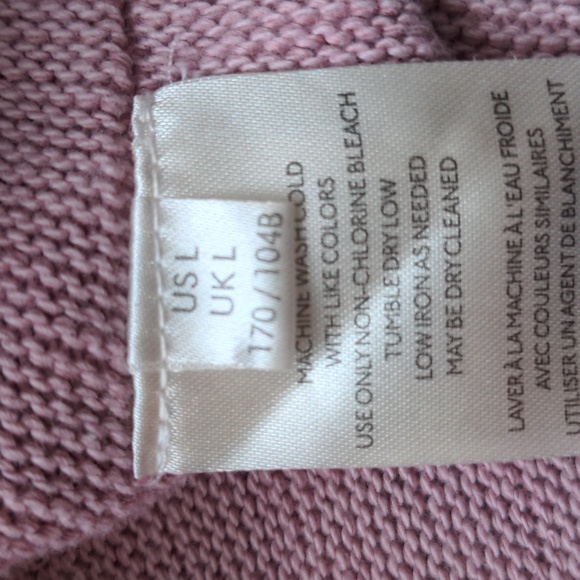 US L
UK L
170 / 104B
MACHINE WASH COLD
WITH LIKE COLORS
USE ONLY NON-CHLORINE BLEACH
TUMBLE DRY LOW
LOW IRON AS NEEDED
MAY BE DRY CLEANED
LAVER À LA MACHINE À L'EAU FROIDE
AVEC COULEURS SIMILAIRES
UTILISER UN AGENT DE BLANCHIMENT